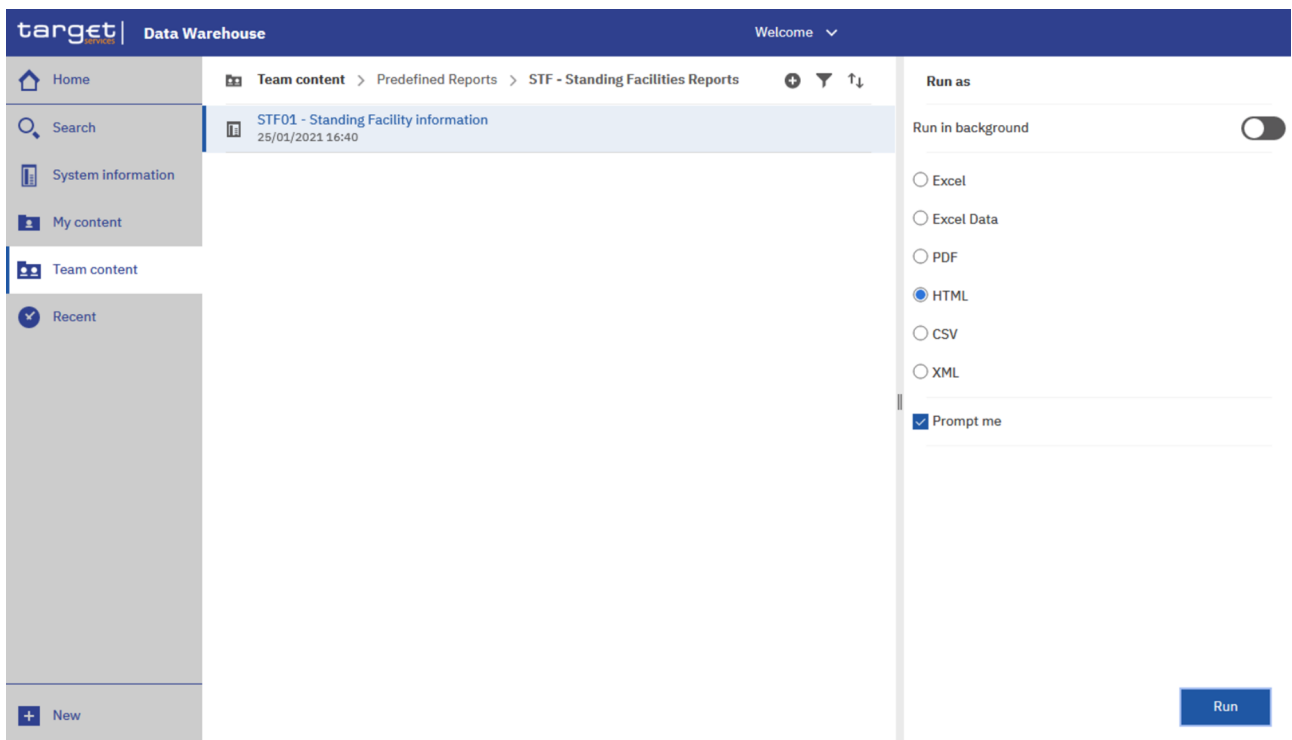 target services Data Warehouse
Welcome
Home
Search
System information
My content
Team content
Recent
New
Team content > Predefined Reports > STF - Standing Facilities Reports
STF01 - Standing Facility information
25/01/2021 16:40
Run as
Run in background
Excel
Excel Data
PDF
HTML
CSV
XML
Prompt me
Run